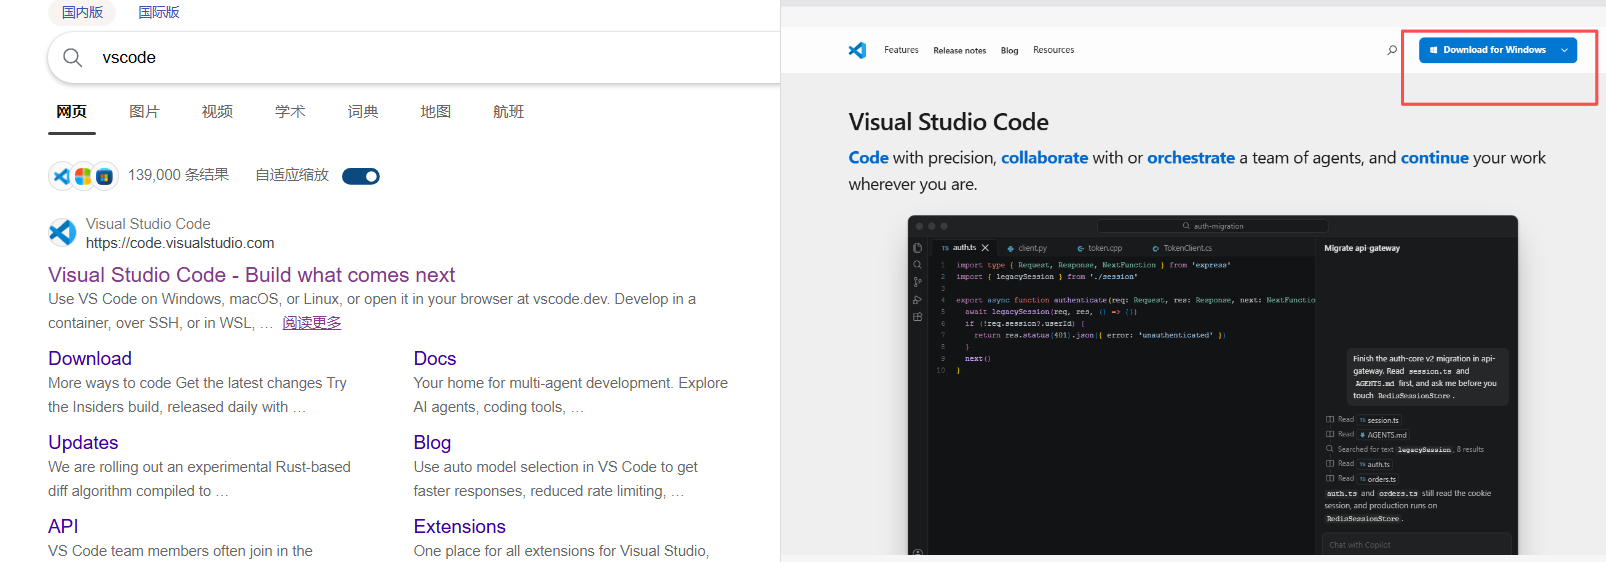 国内版 国际版
vscode
网页 图片 视频 学术 词典 地图 航班
139,000 条结果 自适应缩放
Visual Studio Code
https://code.visualstudio.com
Visual Studio Code - Build what comes next
Use VS Code on Windows, macOS, or Linux, or open it in your browser at vscode.dev. Develop in a
container, over SSH, or in WSL, … 阅读更多
Download
More ways to code Get the latest changes Try
the Insiders build, released daily with …
Docs
Your home for multi-agent development. Explore
AI agents, coding tools, …
Updates
We are rolling out an experimental Rust-based
diff algorithm compiled to …
Blog
Use auto model selection in VS Code to get
faster responses, reduced rate limiting, …
API
VS Code team members often join in the
Extensions
One place for all extensions for Visual Studio,
Features Release notes Blog Resources
Download for Windows
Visual Studio Code
Code with precision, collaborate with or orchestrate a team of agents, and continue your work
wherever you are.
auth-migration
TS auth.ts client.py token.cpp TokenClient.cs
1 import type { Request, Response, NextFunction } from 'express'
2 import { legacySession } from './session'
3
4 export async function authenticate(req: Request, res: Response, next: NextFunctio
5 await legacySession(req, res, () => {})
6 if (!req.session?.userId) {
7 return res.status(401).json({ error: 'unauthenticated' })
8 }
9 next()
10 }
Migrate api-gateway
Finish the auth-core v2 migration in api-
gateway. Read session.ts and
AGENTS.md first, and ask me before you
touch RedisSessionStore.
Read TS session.ts
Read AGENTS.md
Searched for text legacySession, 8 results
Read TS auth.ts
Read TS orders.ts
auth.ts and orders.ts still read the cookie
session, and production runs on
RedisSessionStore.
Chat with Copilot